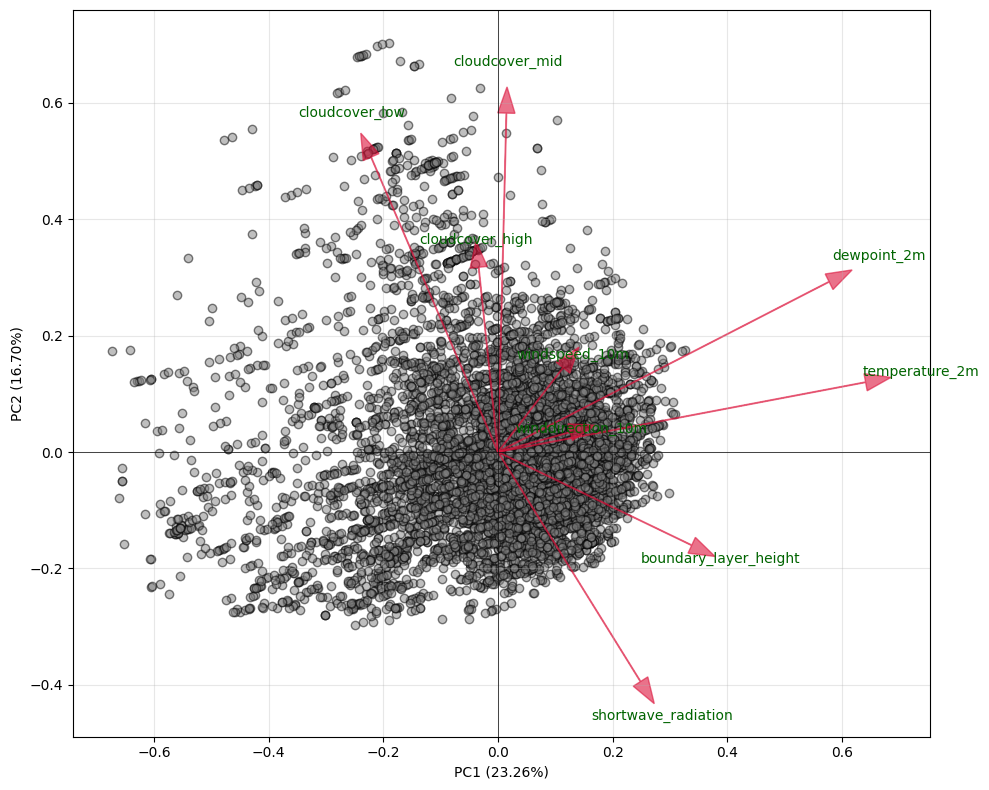 cloudcover_mid
cloudcover_low
cloudcover_high
dewpoint_2m
windspeed_10m
temperature_2m
boundary_layer_height
shortwave_radiation
0.6
0.4
0.2
0.0
−0.2
−0.4
PC2 (16.70%)
−0.6
−0.4
−0.2
0.0
0.2
0.4
0.6
PC1 (23.26%)